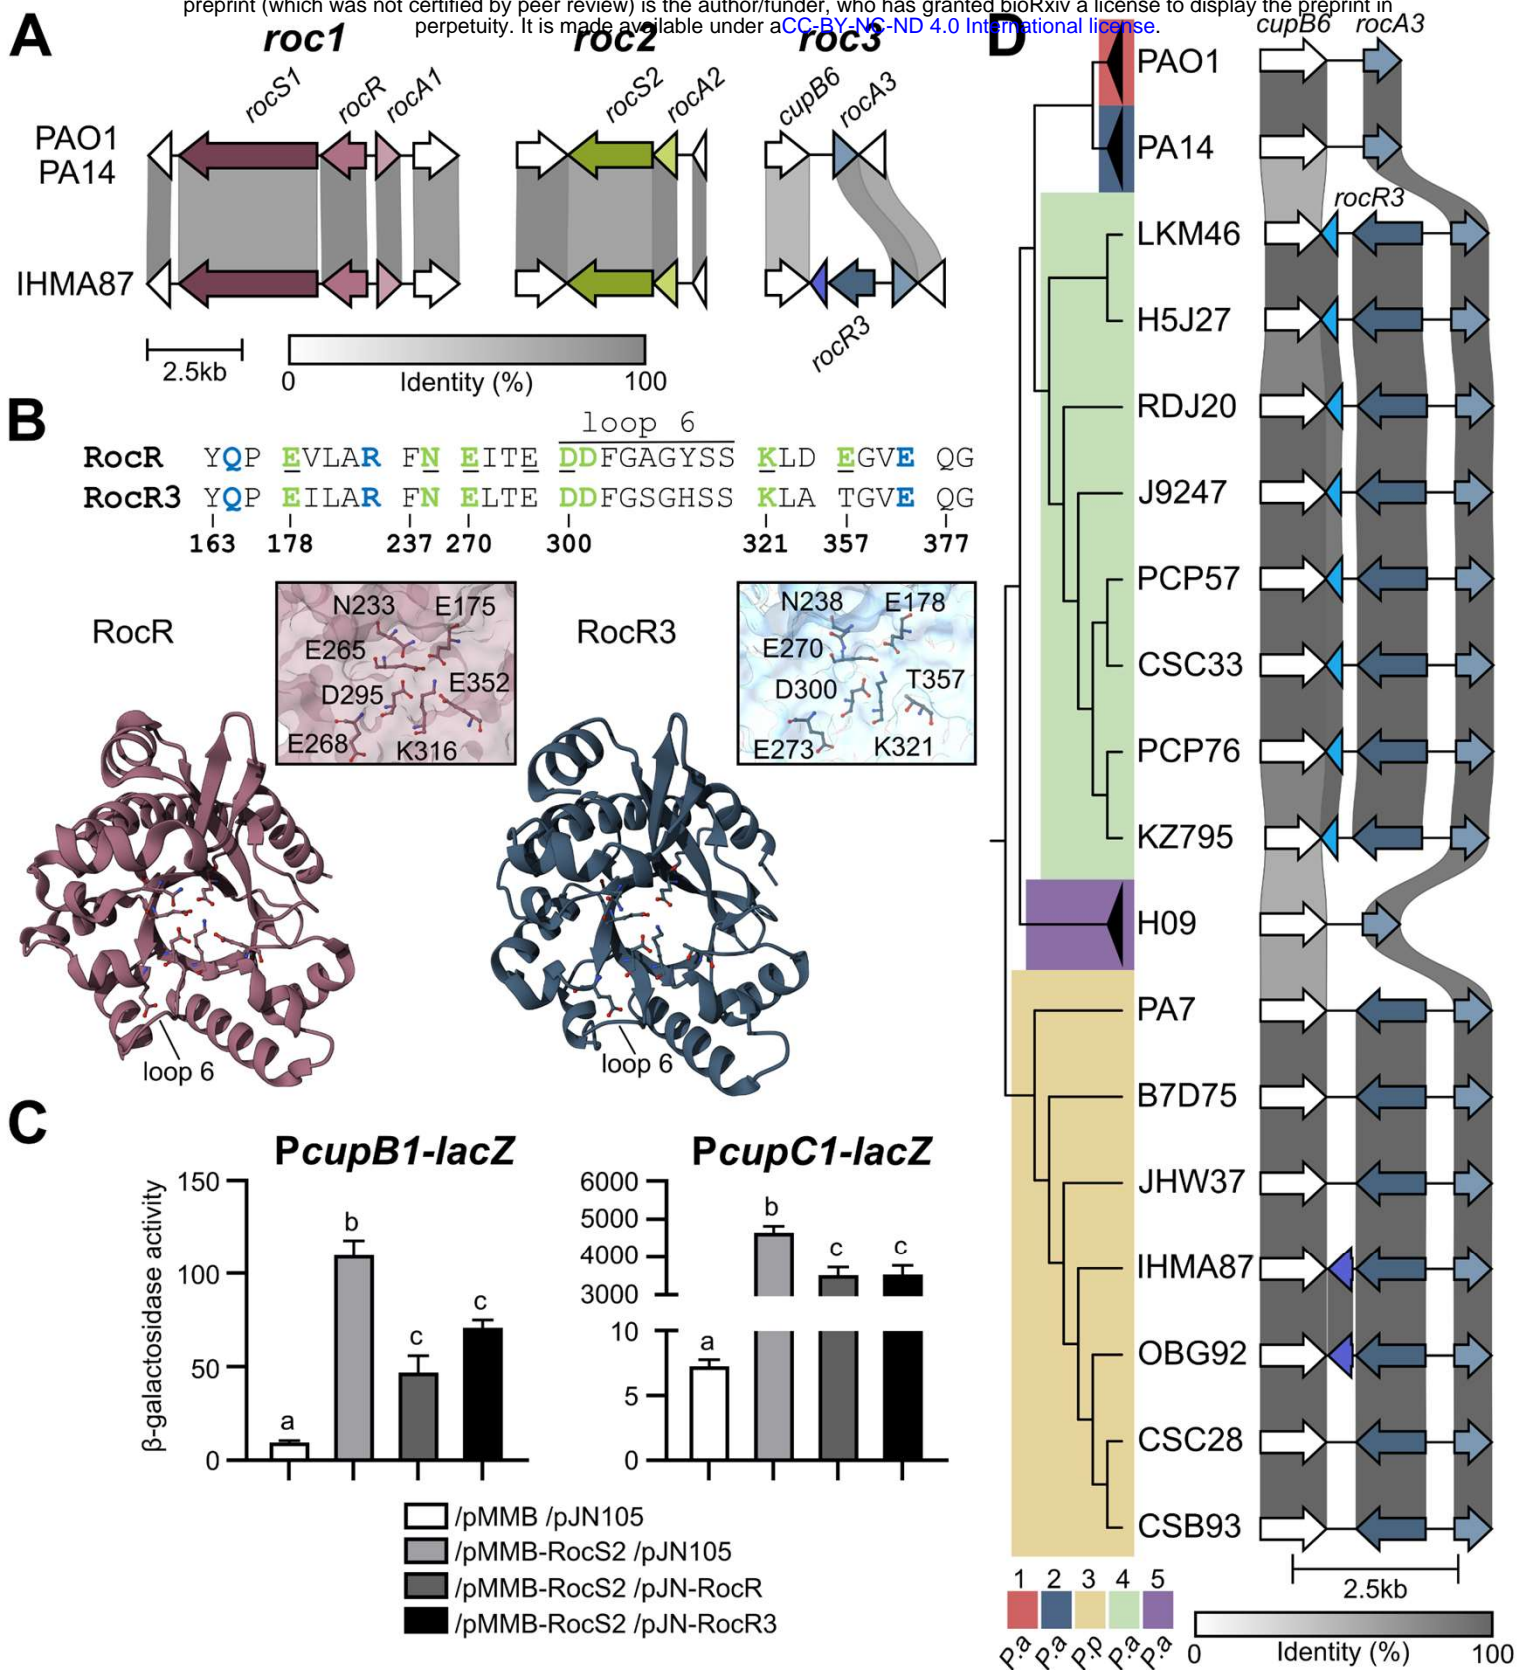 preprint (which was not certified by peer review) is the author/funder, who has granted bioRxiv a license to display the preprint in
perpetuity. It is made available under aCC-BY-NC-ND 4.0 International license.
A
roc1
roc2
roc3
rocS1
rocR
rocA1
rocS2
rocA2
cupB6
rocA3
PAO1
PA14
IHMA87
rocR3
2.5kb
0
Identity (%)
100
B
loop 6
RocR YQP EVLAR FN EITE DDFGAGYSS KLD EGVE QG
RocR3 YQP EILAR FN ELTE DDFGSGHSS KLA TGVE QG
163 178 237 270 300 321 357 377
RocR
N233
E175
E265
D295
E352
E268
K316
loop 6
RocR3
N238
E178
E270
D300
T357
E273
K321
loop 6
C
PcupB1-lacZ
β-galactosidase activity
150
100
50
0
a
b
c
c
PcupC1-lacZ
6000
5000
4000
3000
10
5
0
a
b
c
c
/pMMB /pJN105
/pMMB-RocS2 /pJN105
/pMMB-RocS2 /pJN-RocR
/pMMB-RocS2 /pJN-RocR3
D
cupB6
rocA3
PAO1
PA14
rocR3
LKM46
H5J27
RDJ20
J9247
PCP57
CSC33
PCP76
KZ795
H09
PA7
B7D75
JHW37
IHMA87
OBG92
CSC28
CSB93
2.5kb
1 2 3 4 5
P.a P.a P.p P.a P.a
0
Identity (%)
100